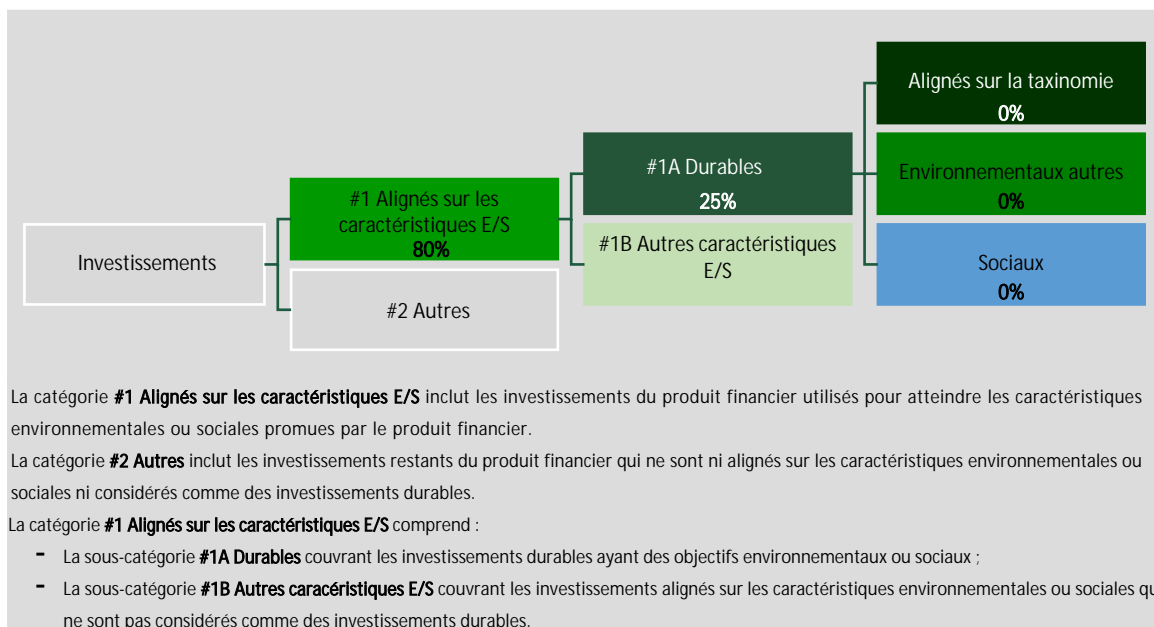 Alignés sur la taxinomie
0%
#1A Durables
25%
Environnementaux autres
0%
#1 Alignés sur les
caractéristiques E/S
80%
#1B Autres caractéristiques
E/S
Investissements
Sociaux
0%
#2 Autres
La catégorie #1 Alignés sur les caractéristiques E/S inclut les investissements du produit financier utilisés pour atteindre les caractéristiques
environnementales ou sociales promues par le produit financier.
La catégorie #2 Autres inclut les investissements restants du produit financier qui ne sont ni alignés sur les caractéristiques environnementales ou
sociales ni considérés comme des investissements durables.
La catégorie #1 Alignés sur les caractéristiques E/S comprend :
- La sous-catégorie #1A Durables couvrant les investissements durables ayant des objectifs environnementaux ou sociaux ;
- La sous-catégorie #1B Autres caracéristiques E/S couvrant les investissements alignés sur les caractéristiques environnementales ou sociales qu
ne sont pas considérés comme des investissements durables.